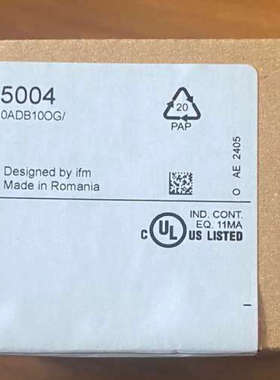 5004
0ADB10OG/
20
PAP
Designed by ifm
Made in Romania
O AE 2405
IND. CONT.
EQ. 11MA
C UL US LISTED